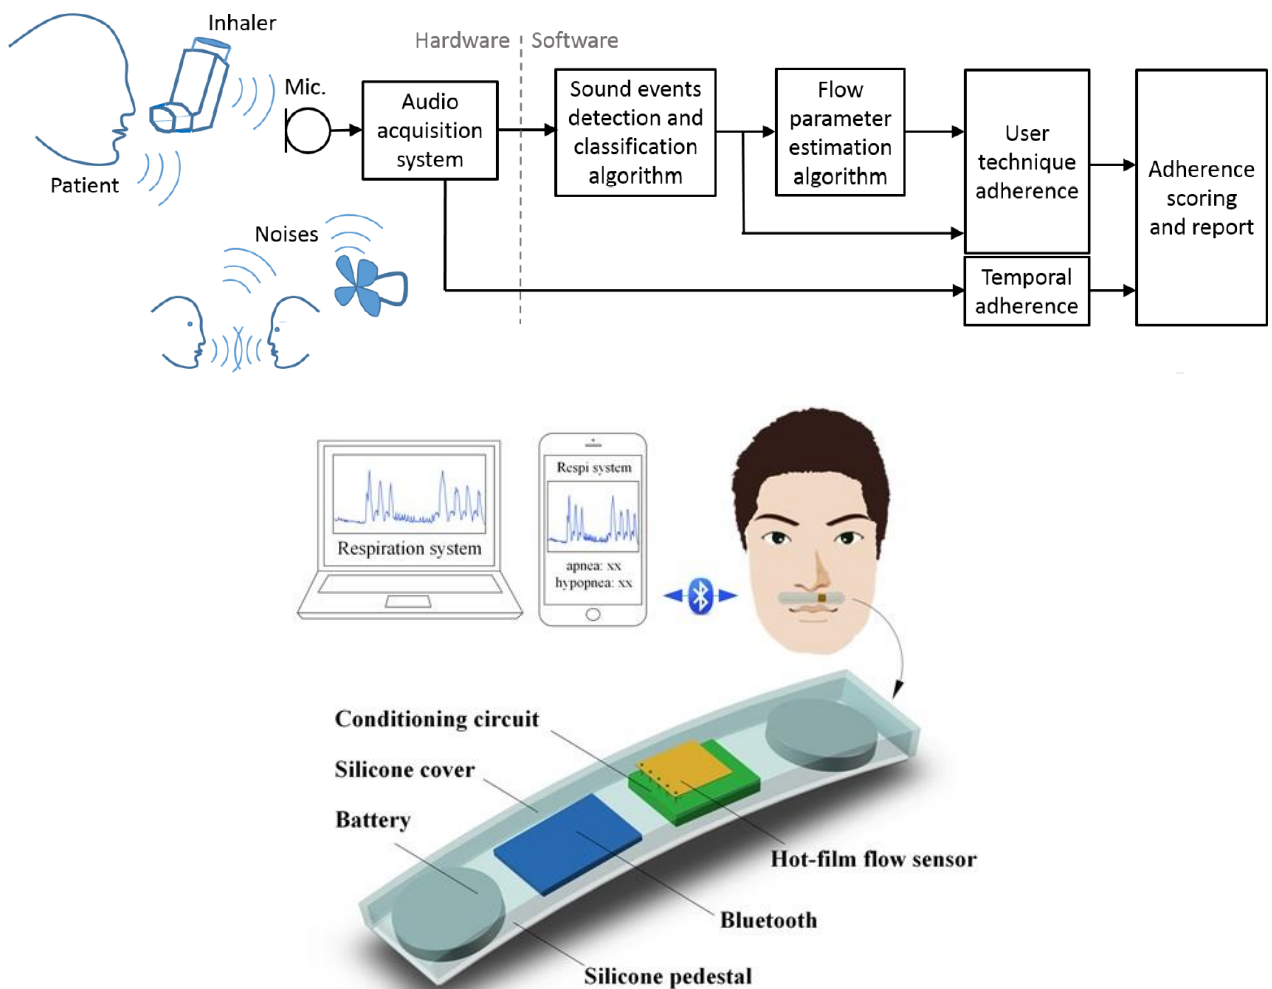 Inhaler
Hardware
Software
Mic.
Patient
Noises
Audio
acquisition
system
Sound events
detection and
classification
algorithm
Flow
parameter
estimation
algorithm
User
technique
adherence
Temporal
adherence
Adherence
scoring
and report
Respiration system
Respi system
apnea: xx
hypopnea: xx
Conditioning circuit
Silicone cover
Battery
Hot-film flow sensor
Bluetooth
Silicone pedestal